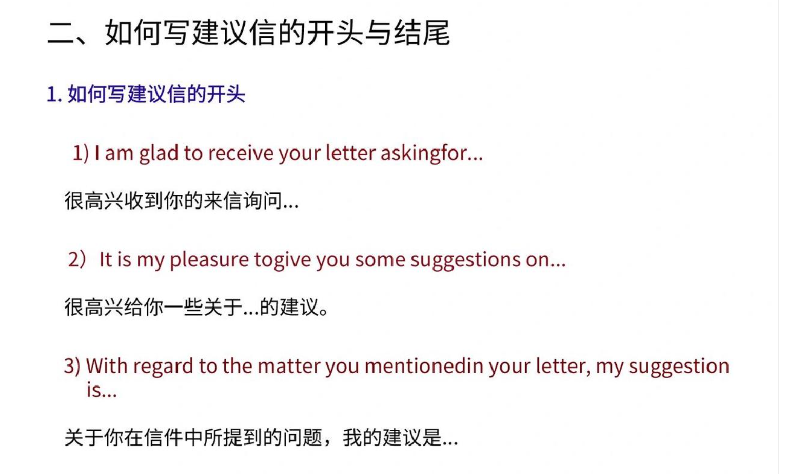 二、如何写建议信的开头与结尾
1. 如何写建议信的开头
1) I am glad to receive your letter askingfor...
很高兴收到你的来信询问...
2）It is my pleasure togive you some suggestions on...
很高兴给你一些关于...的建议。
3) With regard to the matter you mentionedin your letter, my suggestion
is...
关于你在信件中所提到的问题，我的建议是...